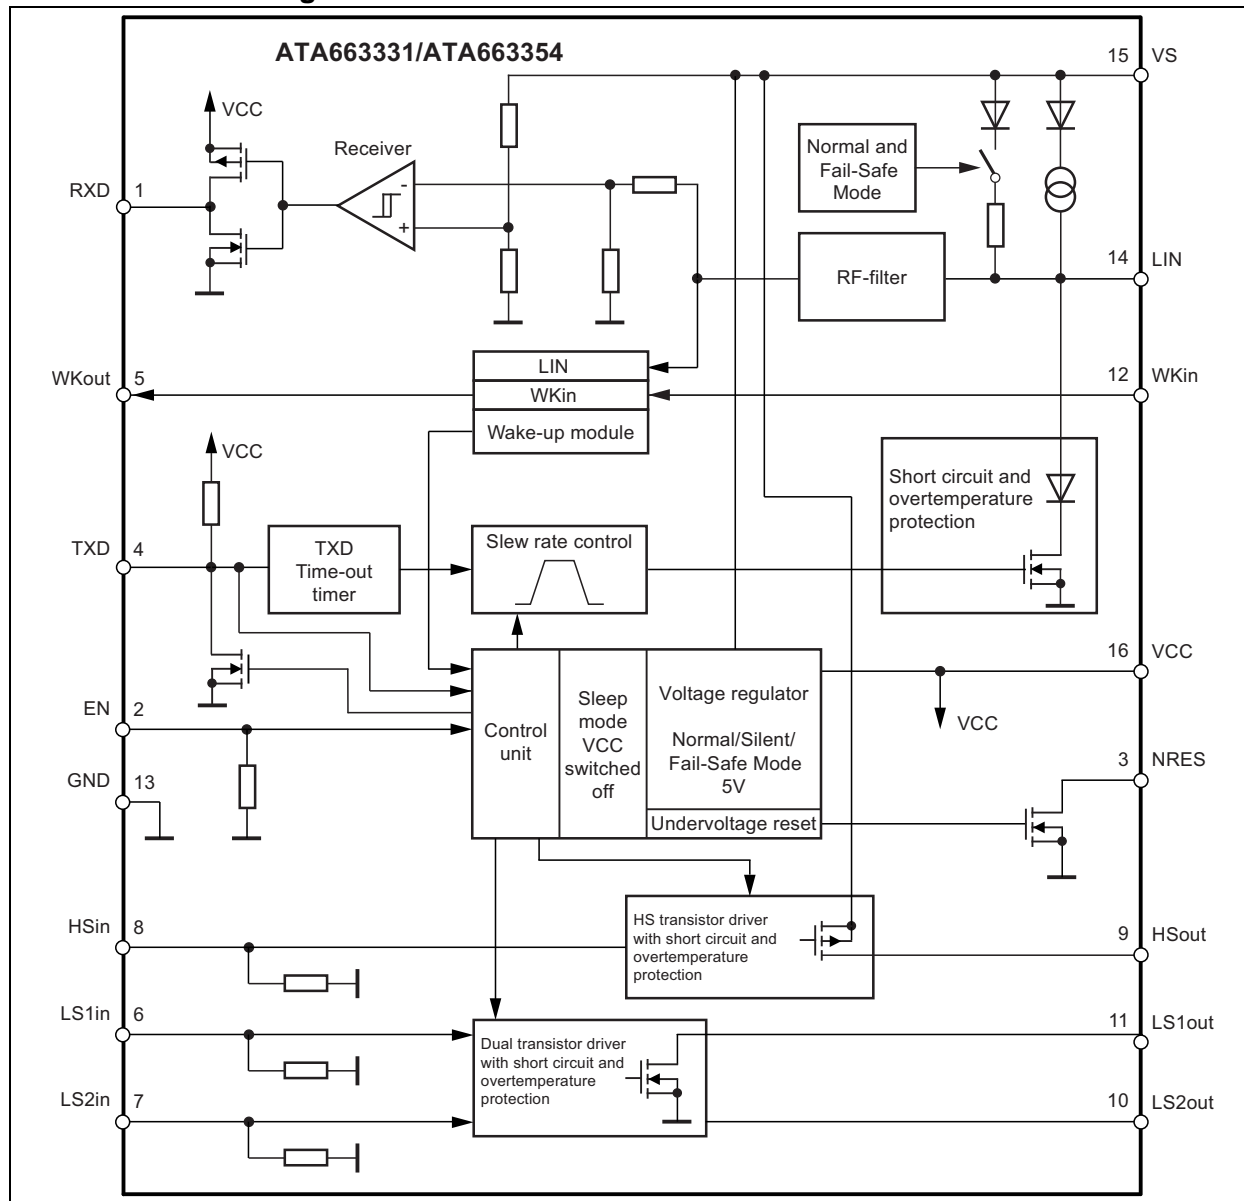 ATA663331/ATA663354
15 VS
VCC
Receiver
Normal and
Fail-Safe
Mode
RXD 1
-
+
14 LIN
RF-filter
LIN
WKout 5
WKin
12 WKin
Wake-up module
VCC
Short circuit and
overtemperature
protection
TXD 4
TXD
Time-out
timer
Slew rate control
16 VCC
Control
unit
Sleep
mode
VCC
switched
off
Voltage regulator
Normal/Silent/
Fail-Safe Mode
5V
Undervoltage reset
VCC
EN 2
3 NRES
GND 13
HSin 8
HS transistor driver
with short circuit and
overtemperature
protection
9 HSout
LS1in 6
11 LS1out
Dual transistor driver
with short circuit and
overtemperature
protection
LS2in 7
10 LS2out